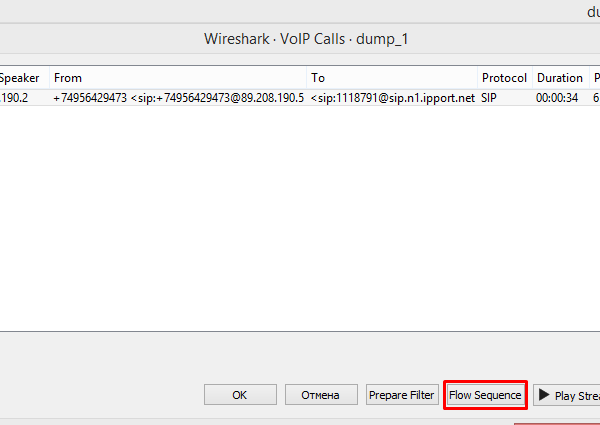 du
Wireshark · VoIP Calls · dump_1
Speaker From To Protocol Duration P
.190.2 +74956429473 <sip:+74956429473@89.208.190.5 <sip:1118791@sip.n1.ipport.net SIP 00:00:34 6
OK Отмена Prepare Filter Flow Sequence Play Strea